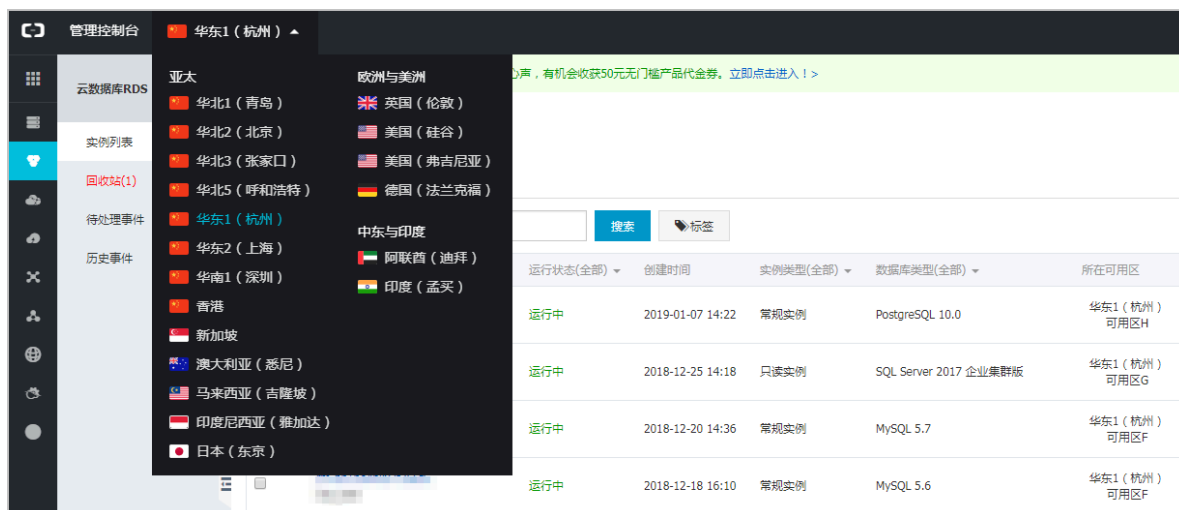 管理控制台
华东1 ( 杭州 )
亚太
华北1 ( 青岛 )
华北2 ( 北京 )
华北3 ( 张家口 )
华北5 ( 呼和浩特 )
华东1 ( 杭州 )
华东2 ( 上海 )
华南1 ( 深圳 )
香港
新加坡
澳大利亚 ( 悉尼 )
马来西亚 ( 吉隆坡 )
印度尼西亚 ( 雅加达 )
日本 ( 东京 )
欧洲与美洲
英国 ( 伦敦 )
美国 ( 硅谷 )
美国 ( 弗吉尼亚 )
德国 ( 法兰克福 )
中东与印度
阿联酋 ( 迪拜 )
印度 ( 孟买 )
云数据库RDS
实例列表
回收站(1)
待处理事件
历史事件
声，有机会收获50元无门槛产品代金券。立即点击进入！>
搜索
标签
运行状态(全部) 创建时间 实例类型(全部) 数据库类型(全部) 所在可用区
运行中 2019-01-07 14:22 常规实例 PostgreSQL 10.0 华东1 ( 杭州 )
可用区H
运行中 2018-12-25 14:18 只读实例 SQL Server 2017 企业集群版 华东1 ( 杭州 )
可用区G
运行中 2018-12-20 14:36 常规实例 MySQL 5.7 华东1 ( 杭州 )
可用区F
运行中 2018-12-18 16:10 常规实例 MySQL 5.6 华东1 ( 杭州 )
可用区F